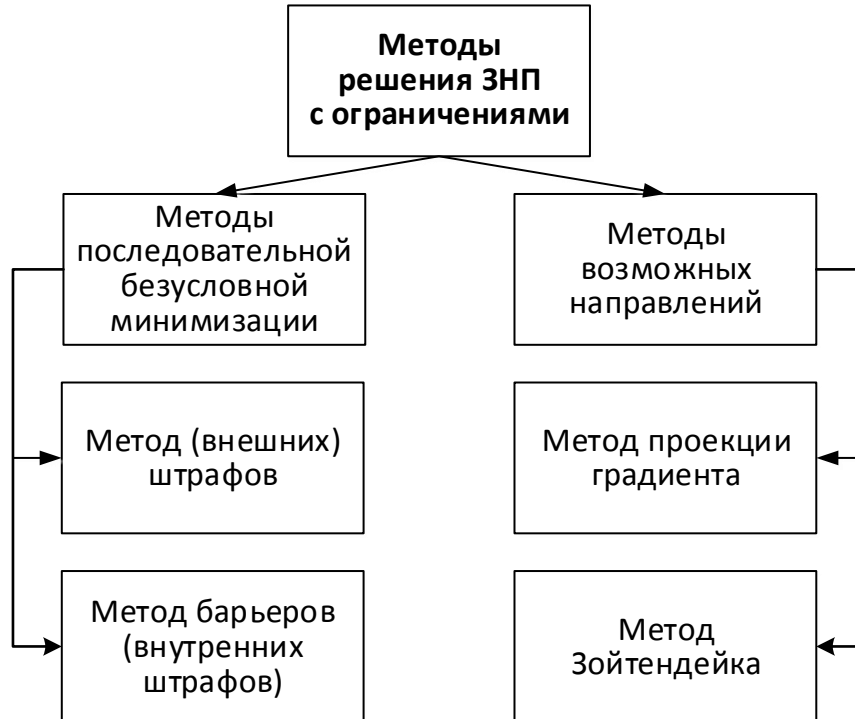 Методы
решения ЗНП
с ограничениями
Методы
последовательной
безусловной
минимизации
Методы
возможных
направлений
Метод (внешних)
штрафов
Метод проекции
градиента
Метод барьеров
(внутренних
штрафов)
Метод
Зойтендейка